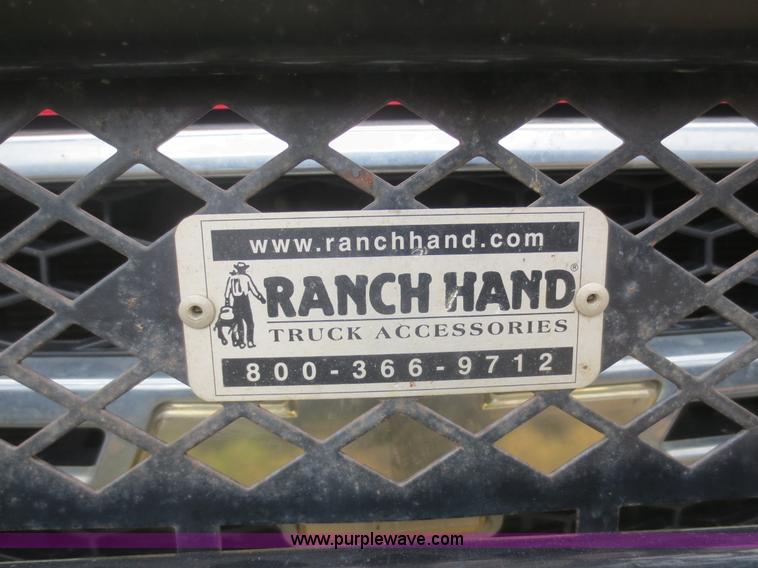 www.ranchhand.com
RANCH HAND®
TRUCK ACCESSORIES
800-366-9712
www.purplewave.com